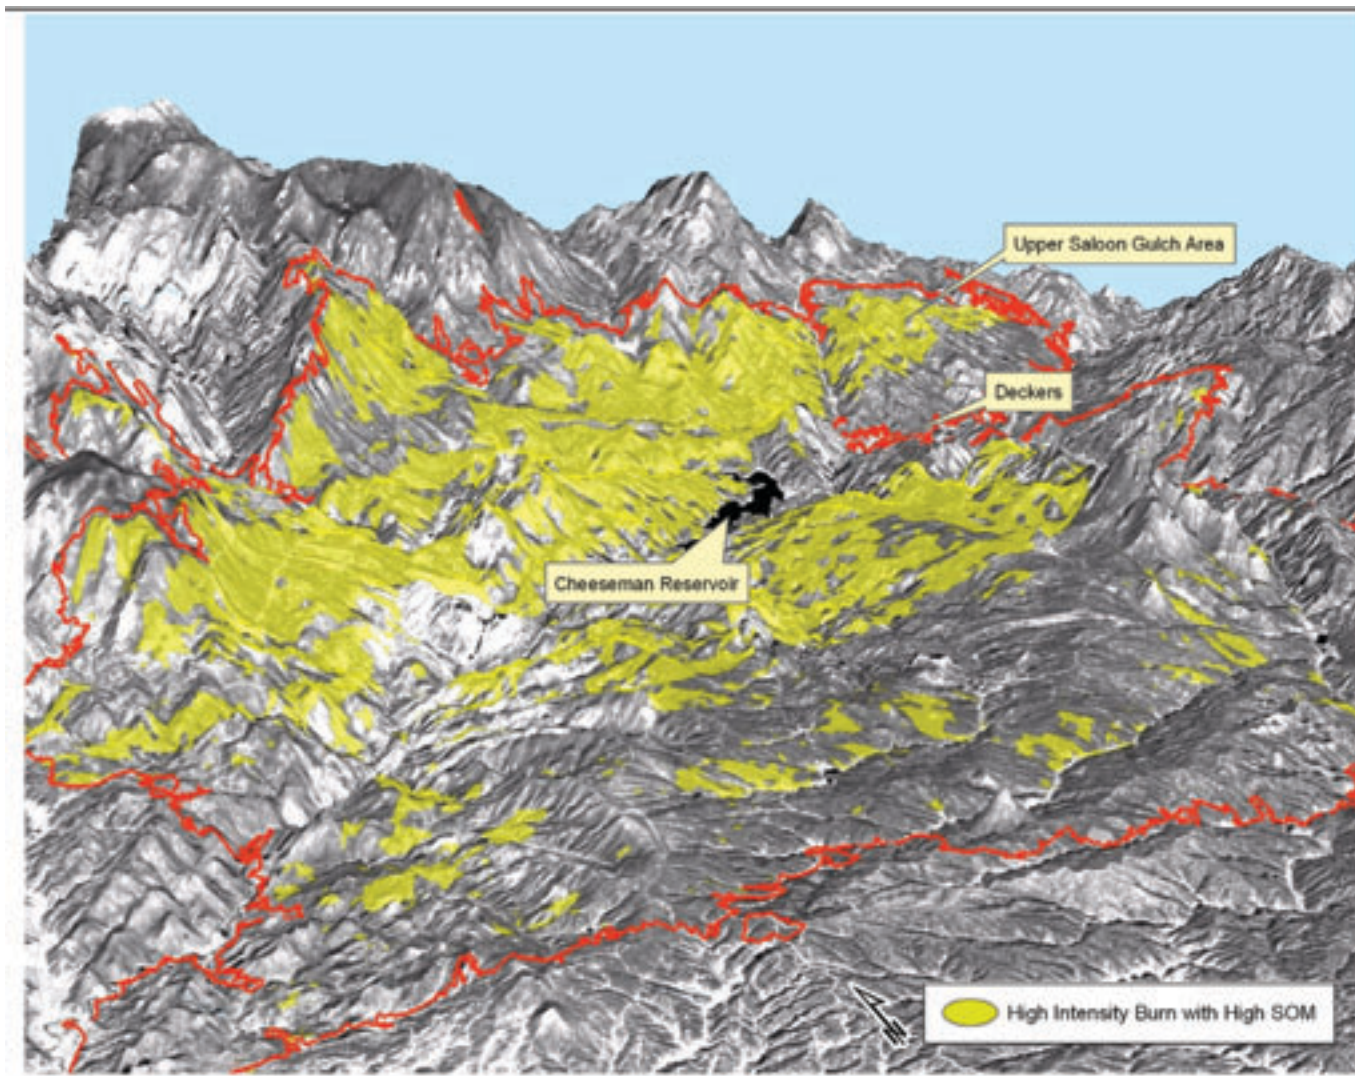 Upper Saloon Gulch Area
Deckers
Cheeseman Reservoir
High Intensity Burn with High SOM